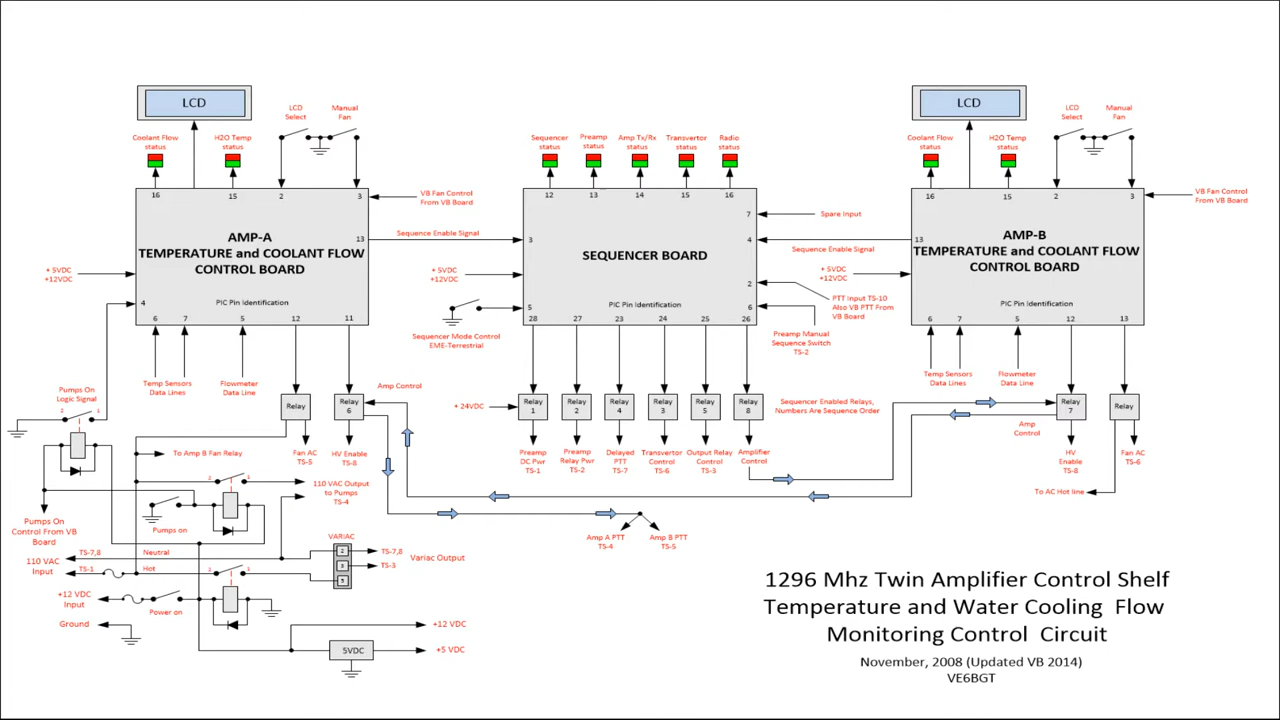 LCD
LCD
Select
Manual
Fan
Coolant Flow
status
H2O Temp
status
16
15
2
3
VB Fan Control
From VB Board
AMP-A
TEMPERATURE and COOLANT FLOW
CONTROL BOARD
13
Sequence Enable Signal
+ 5VDC
+12VDC
4
PIC Pin Identification
5
12
11
Sequencer
status
Preamp
status
Amp Tx/Rx
status
Transvertor
status
Radio
status
12
13
14
15
16
7
Spare Input
3
4
SEQUENCER BOARD
Sequence Enable Signal
+ 5VDC
+12VDC
2
PTT Input TS-10
Also VB PTT From
VB Board
5
6
PIC Pin Identification
28
27
23
24
25
26
Sequencer Mode Control
EME-Terrestrial
Preamp Manual
Sequence Switch
TS-2
LCD
LCD
Select
Manual
Fan
Coolant Flow
status
H2O Temp
status
16
15
2
3
VB Fan Control
From VB Board
13
AMP-B
TEMPERATURE and COOLANT FLOW
CONTROL BOARD
+ 5VDC
+12VDC
PIC Pin Identification
6
7
5
12
13
Temp Sensors
Data Lines
Flowmeter
Data Line
Temp Sensors
Data Lines
Flowmeter
Data Line
Pumps On
Logic Signal
2
1
Relay
Relay
6
Amp Control
+ 24VDC
Relay
1
Relay
2
Relay
4
Relay
3
Relay
5
Relay
8
Sequencer Enabled Relays,
Numbers Are Sequence Order
Relay
7
Relay
Amp
Control
To Amp B Fan Relay
Fan AC
TS-5
HV Enable
TS-8
Preamp
DC Pwr
TS-1
Preamp
Relay Pwr
TS-2
Delayed
PTT
TS-7
Transvertor
Control
TS-6
Output Relay
Control
TS-3
Amplifier
Control
HV
Enable
TS-8
Fan AC
TS-6
To AC Hot line
2
1
110 VAC Output
to Pumps
TS-4
Pumps on
Pumps On
Control From VB
Board
Amp A PTT
TS-4
Amp B PTT
TS-5
VARIAC
2
3
5
TS-7,8
TS-3
Variac Output
110 VAC
Input
TS-7,8
Neutral
TS-1
Hot
2
1
+12 VDC
Input
Power on
Ground
5VDC
+12 VDC
+5 VDC
1296 Mhz Twin Amplifier Control Shelf
Temperature and Water Cooling Flow
Monitoring Control Circuit
November, 2008 (Updated VB 2014)
VE6BGT